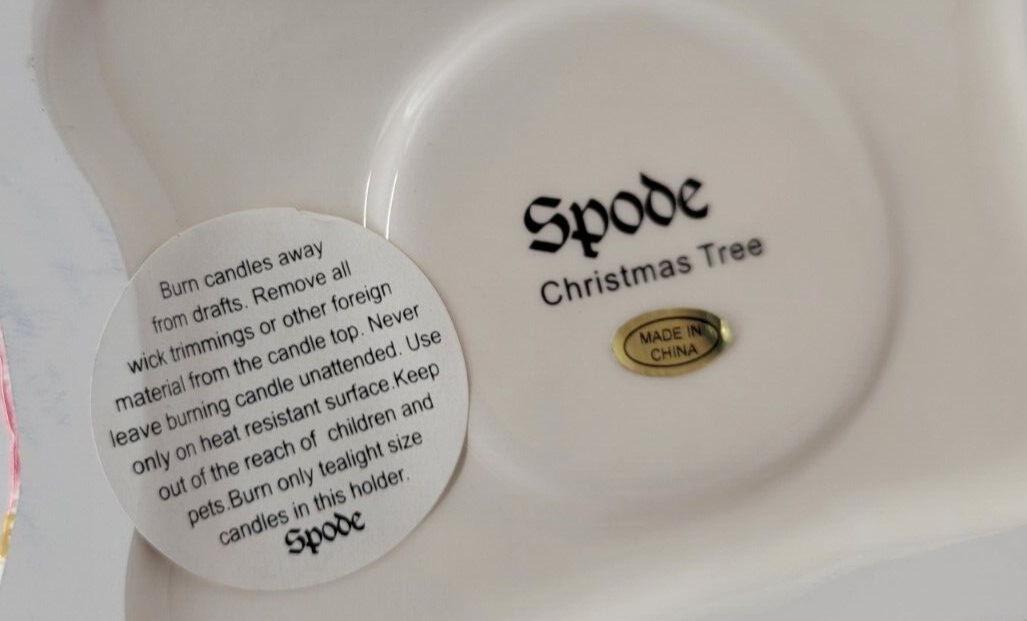 Burn candles away
from drafts. Remove all
wick trimmings or other foreign
material from the candle top. Never
leave burning candle unattended. Use
only on heat resistant surface.Keep
out of the reach of children and
pets.Burn only tealight size
candles in this holder.
Spode
Spode
Christmas Tree
MADE IN
CHINA